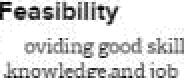 Feasibility
oviding good skill
knowledge and job